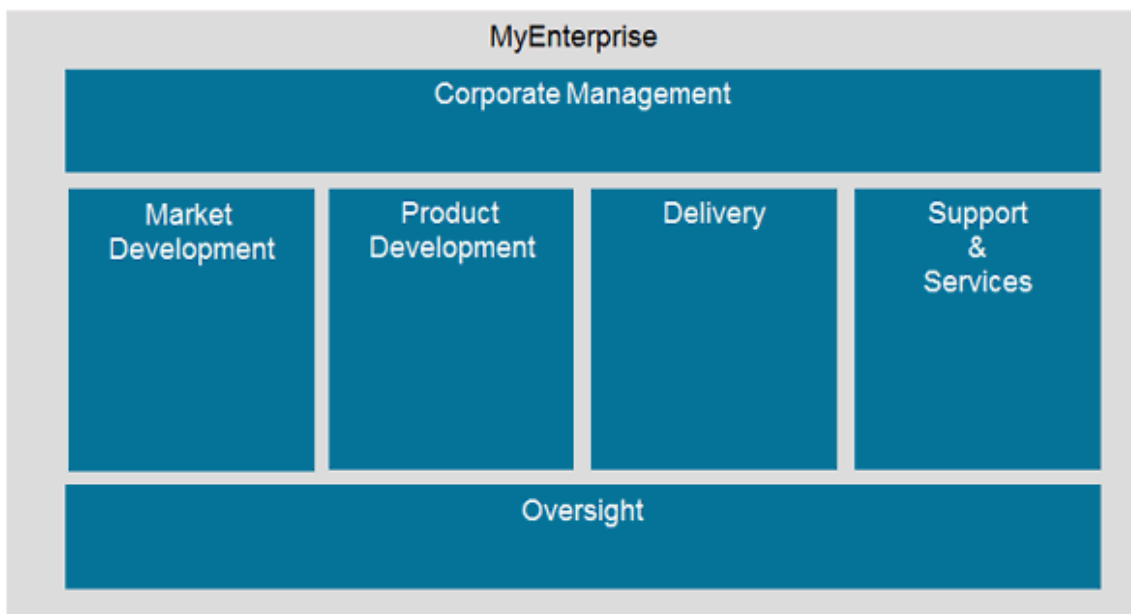 MyEnterprise
Corporate Management
Market
Development
Product
Development
Delivery
Support
&
Services
Oversight